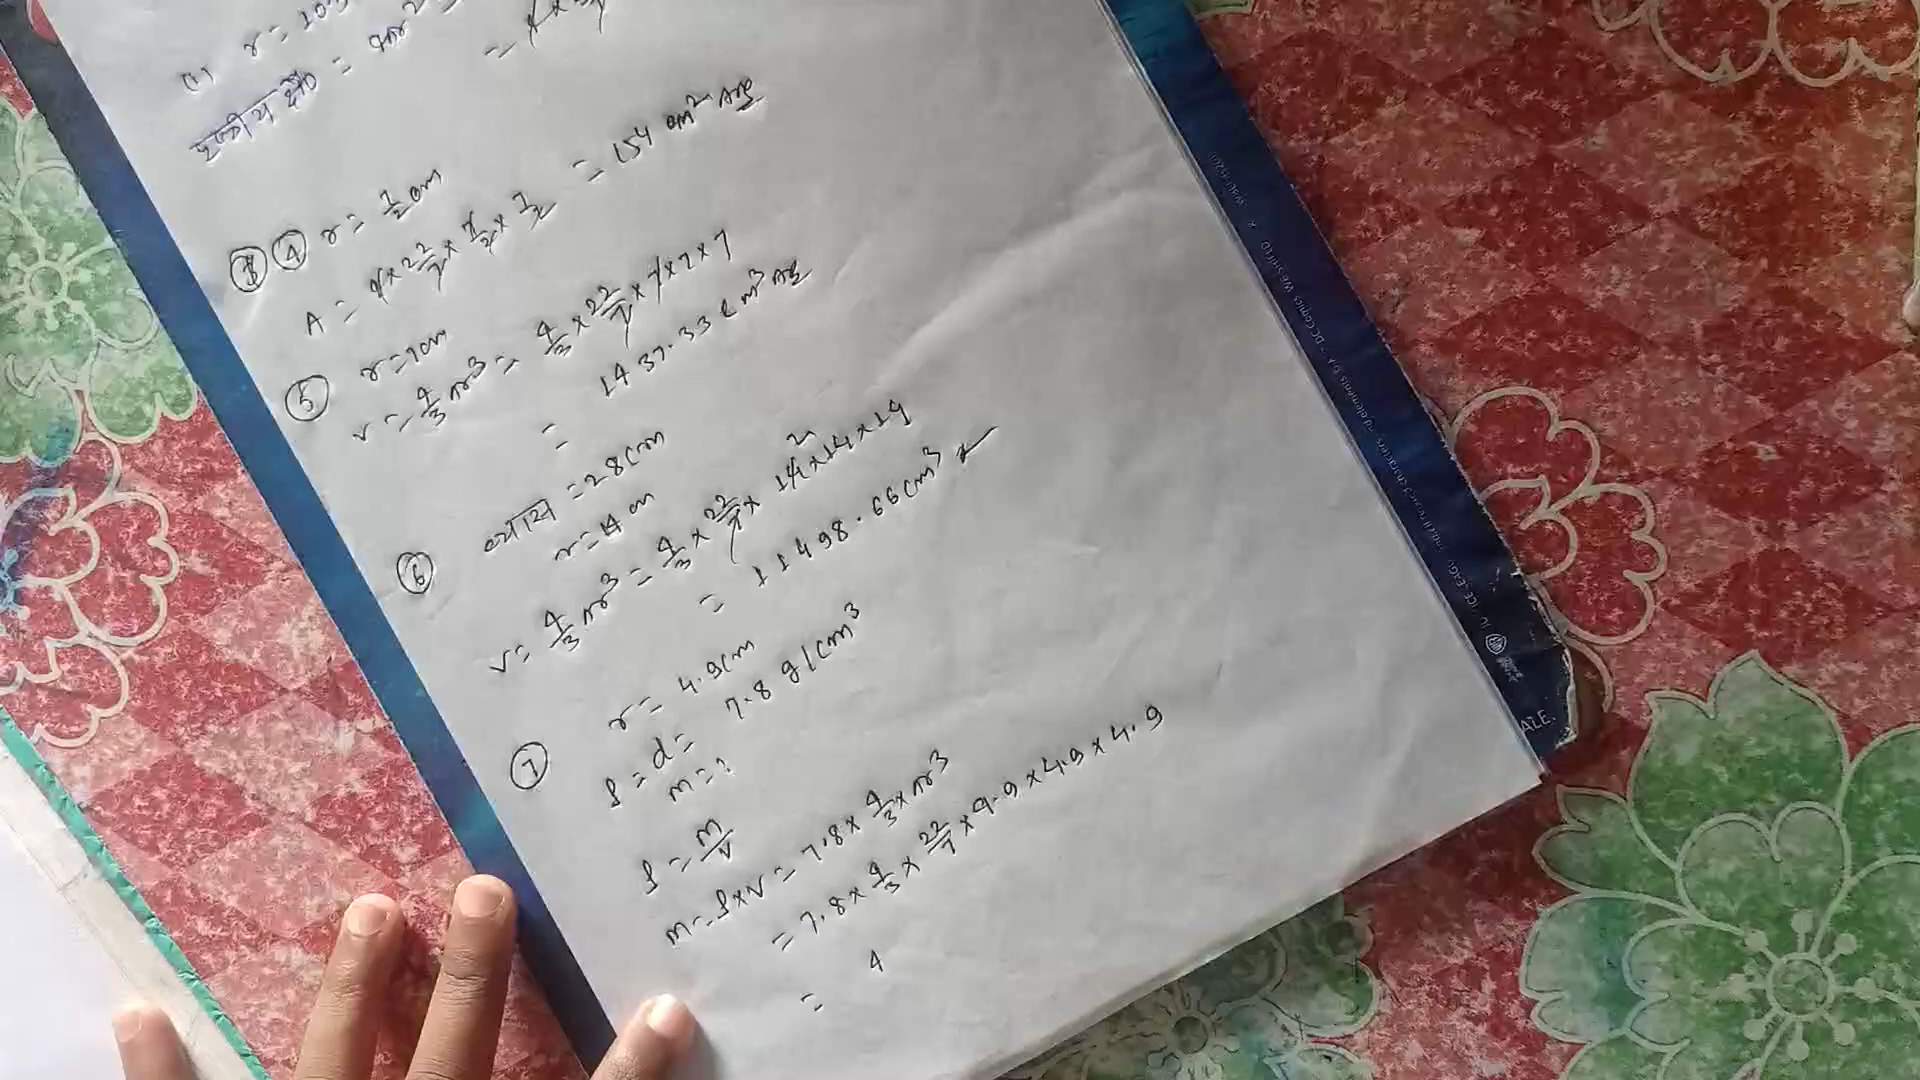 (1) r = 10.5
= 4πr²
④ r = 7/2 cm
A = 4 × 22/7 × 7/2 × 7/2 = 154 cm² Ans
⑤ r = 7cm
v = 4/3 πr³ = 4/3 × 22/7 × 7 × 7 × 7
= 1437.33 cm³ Ans
⑥ व्यास = 28cm
r = 14 cm
v = 4/3 πr³ = 4/3 × 22/7 × 14 × 14 × 14
2
= 11498.66 cm³
⑦ r = 4.9cm
ρ = d = 7.8 g/cm³
m = ?
ρ = m/v
m = ρ×v = 7.8 × 4/3 × πr³
= 7.8 × 4/3 × 22/7 × 4.9 × 4.9 × 4.9
= 4